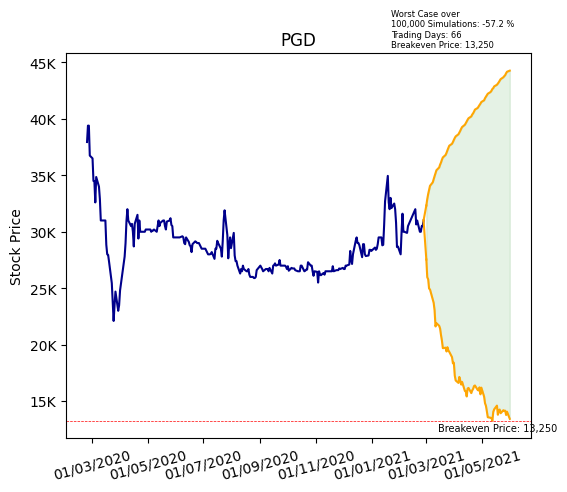 Worst Case over
100,000 Simulations: -57.2 %
Trading Days: 66
Breakeven Price: 13,250
PGD
Stock Price
45K
40K
35K
30K
25K
20K
15K
Breakeven Price: 13,250
01/03/2020
01/05/2020
01/07/2020
01/09/2020
01/11/2020
01/01/2021
01/03/2021
01/05/2021